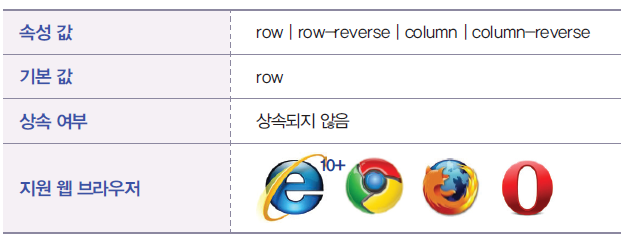 속성 값 row | row-reverse | column | column-reverse
기본 값 row
상속 여부 상속되지 않음
지원 웹 브라우저 10+